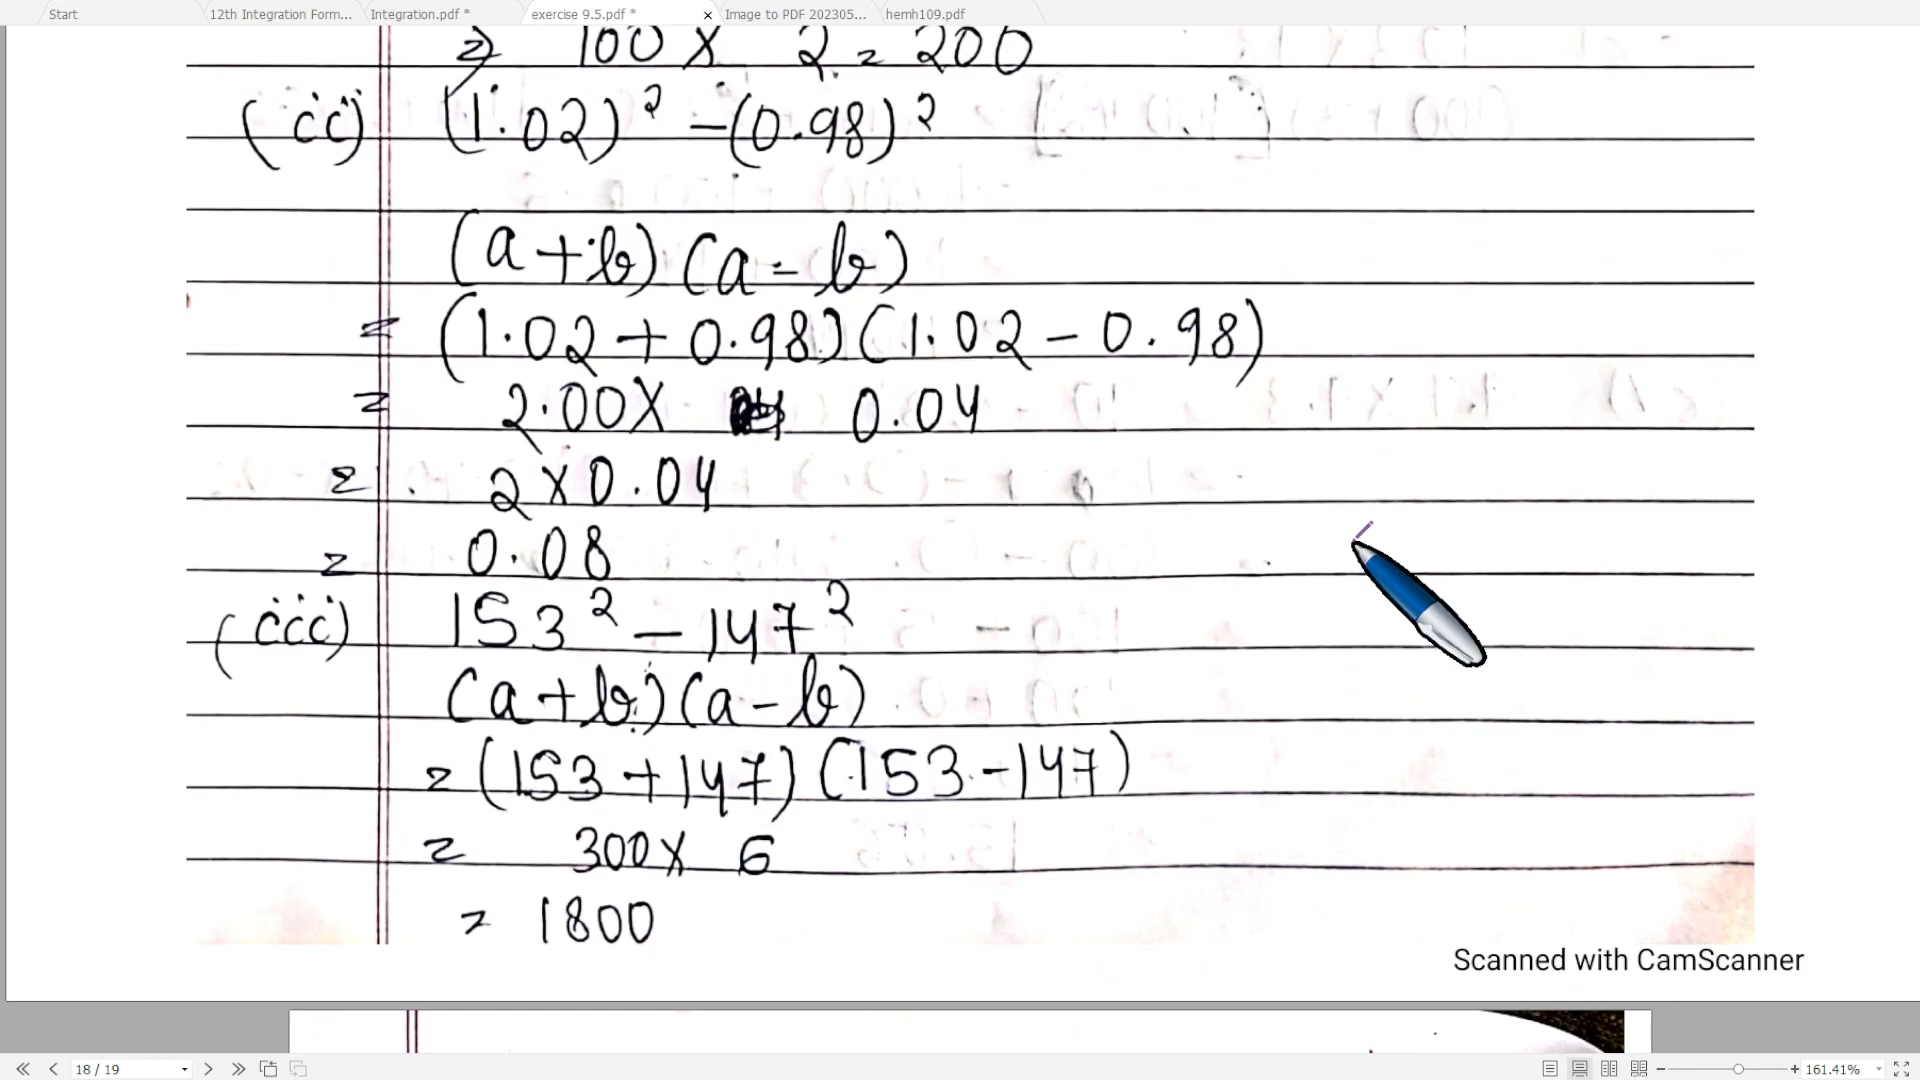 Start 12th Integration Form... Integration.pdf * exercise 9.5.pdf * × Image to PDF 202305... hemh109.pdf
⇒ 100 × 2 = 200
(ii) (1.02)² - (0.98)²
(a+b) (a-b)
= (1.02 + 0.98) (1.02 - 0.98)
= 2.00 × 0.04
= 2 × 0.04
= 0.08
(iii) 153² - 147²
(a+b) (a-b)
= (153 + 147) (153 - 147)
= 300 × 6
= 1800
Scanned with CamScanner
18 / 19 161.41%